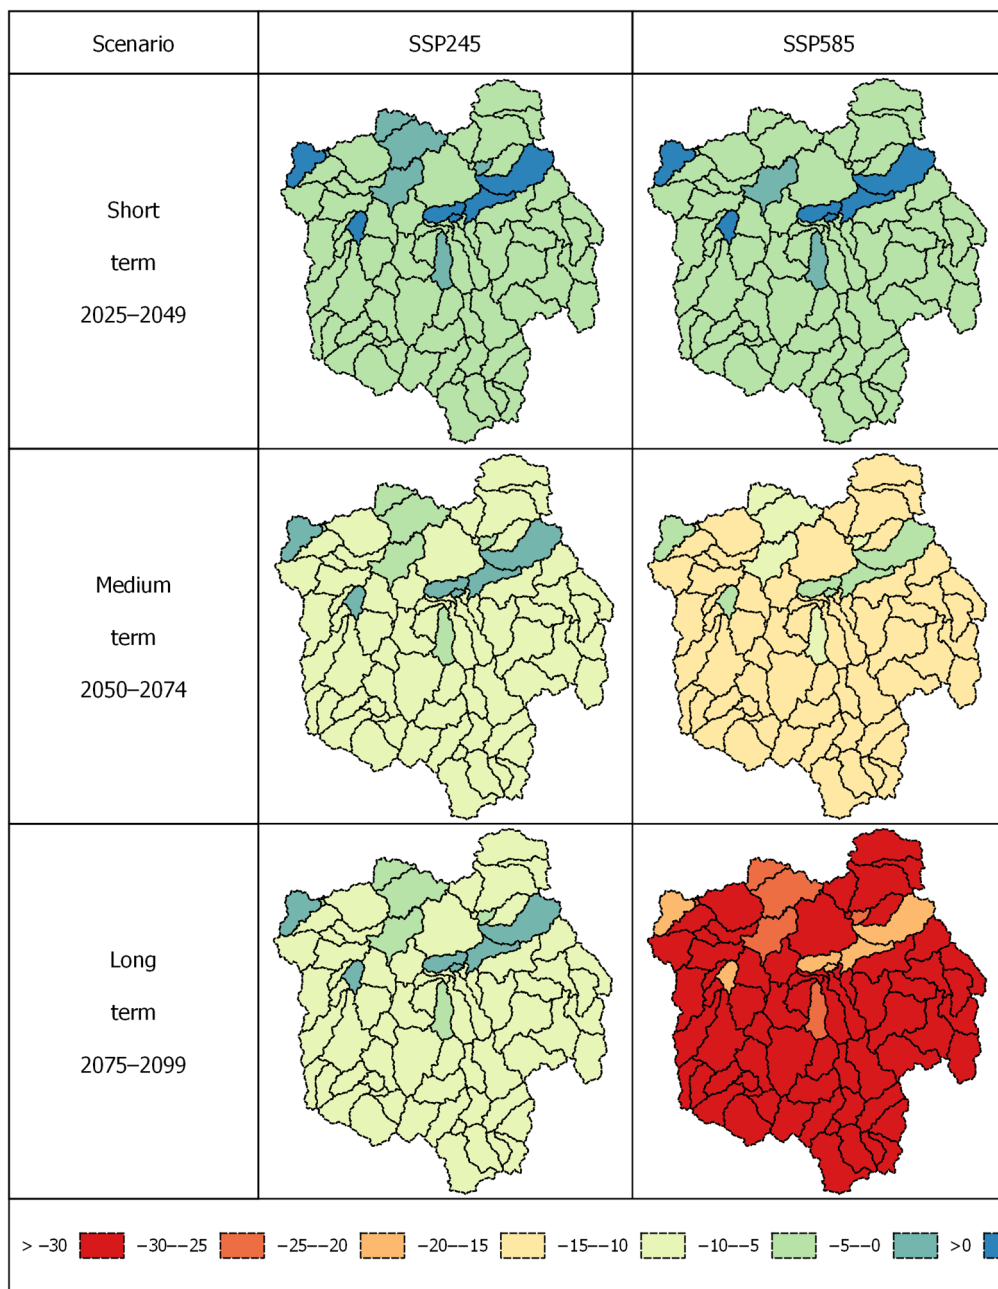 Scenario SSP245 SSP585
Short
term
2025–2049
Medium
term
2050–2074
Long
term
2075–2099
> −30 −30-–25 −25-–20 −20-–15 −15-–10 −10-–5 −5-–0 >0